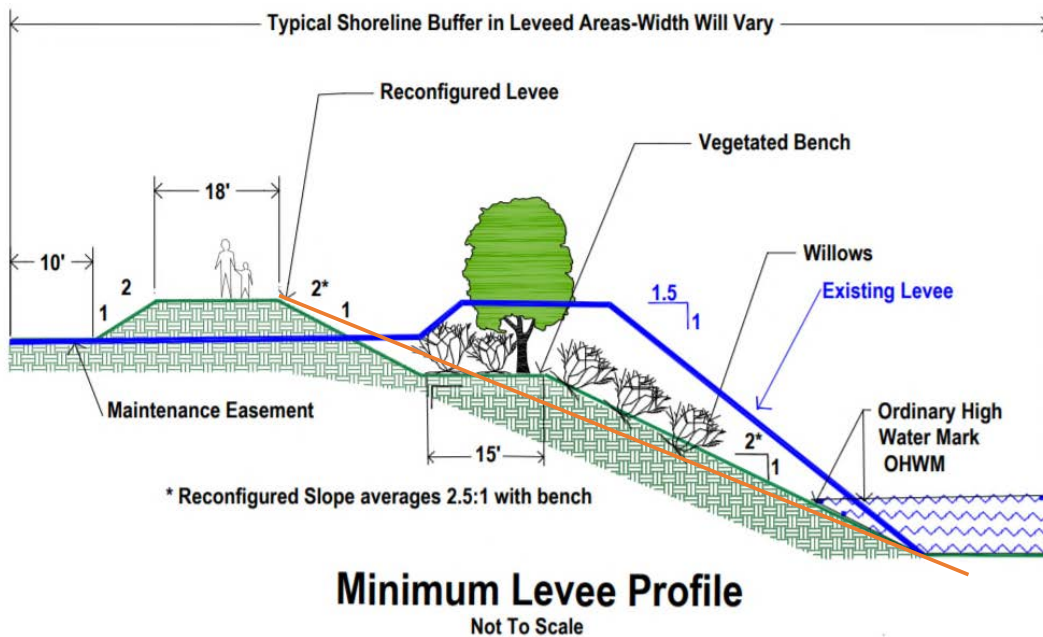 Typical Shoreline Buffer in Leveed Areas-Width Will Vary
Reconfigured Levee
Vegetated Bench
18'
10'
2
1
2*
1
Willows
1.5
1
Existing Levee
Maintenance Easement
15'
2*
1
Ordinary High
Water Mark
OHWM
* Reconfigured Slope averages 2.5:1 with bench
Minimum Levee Profile
Not To Scale